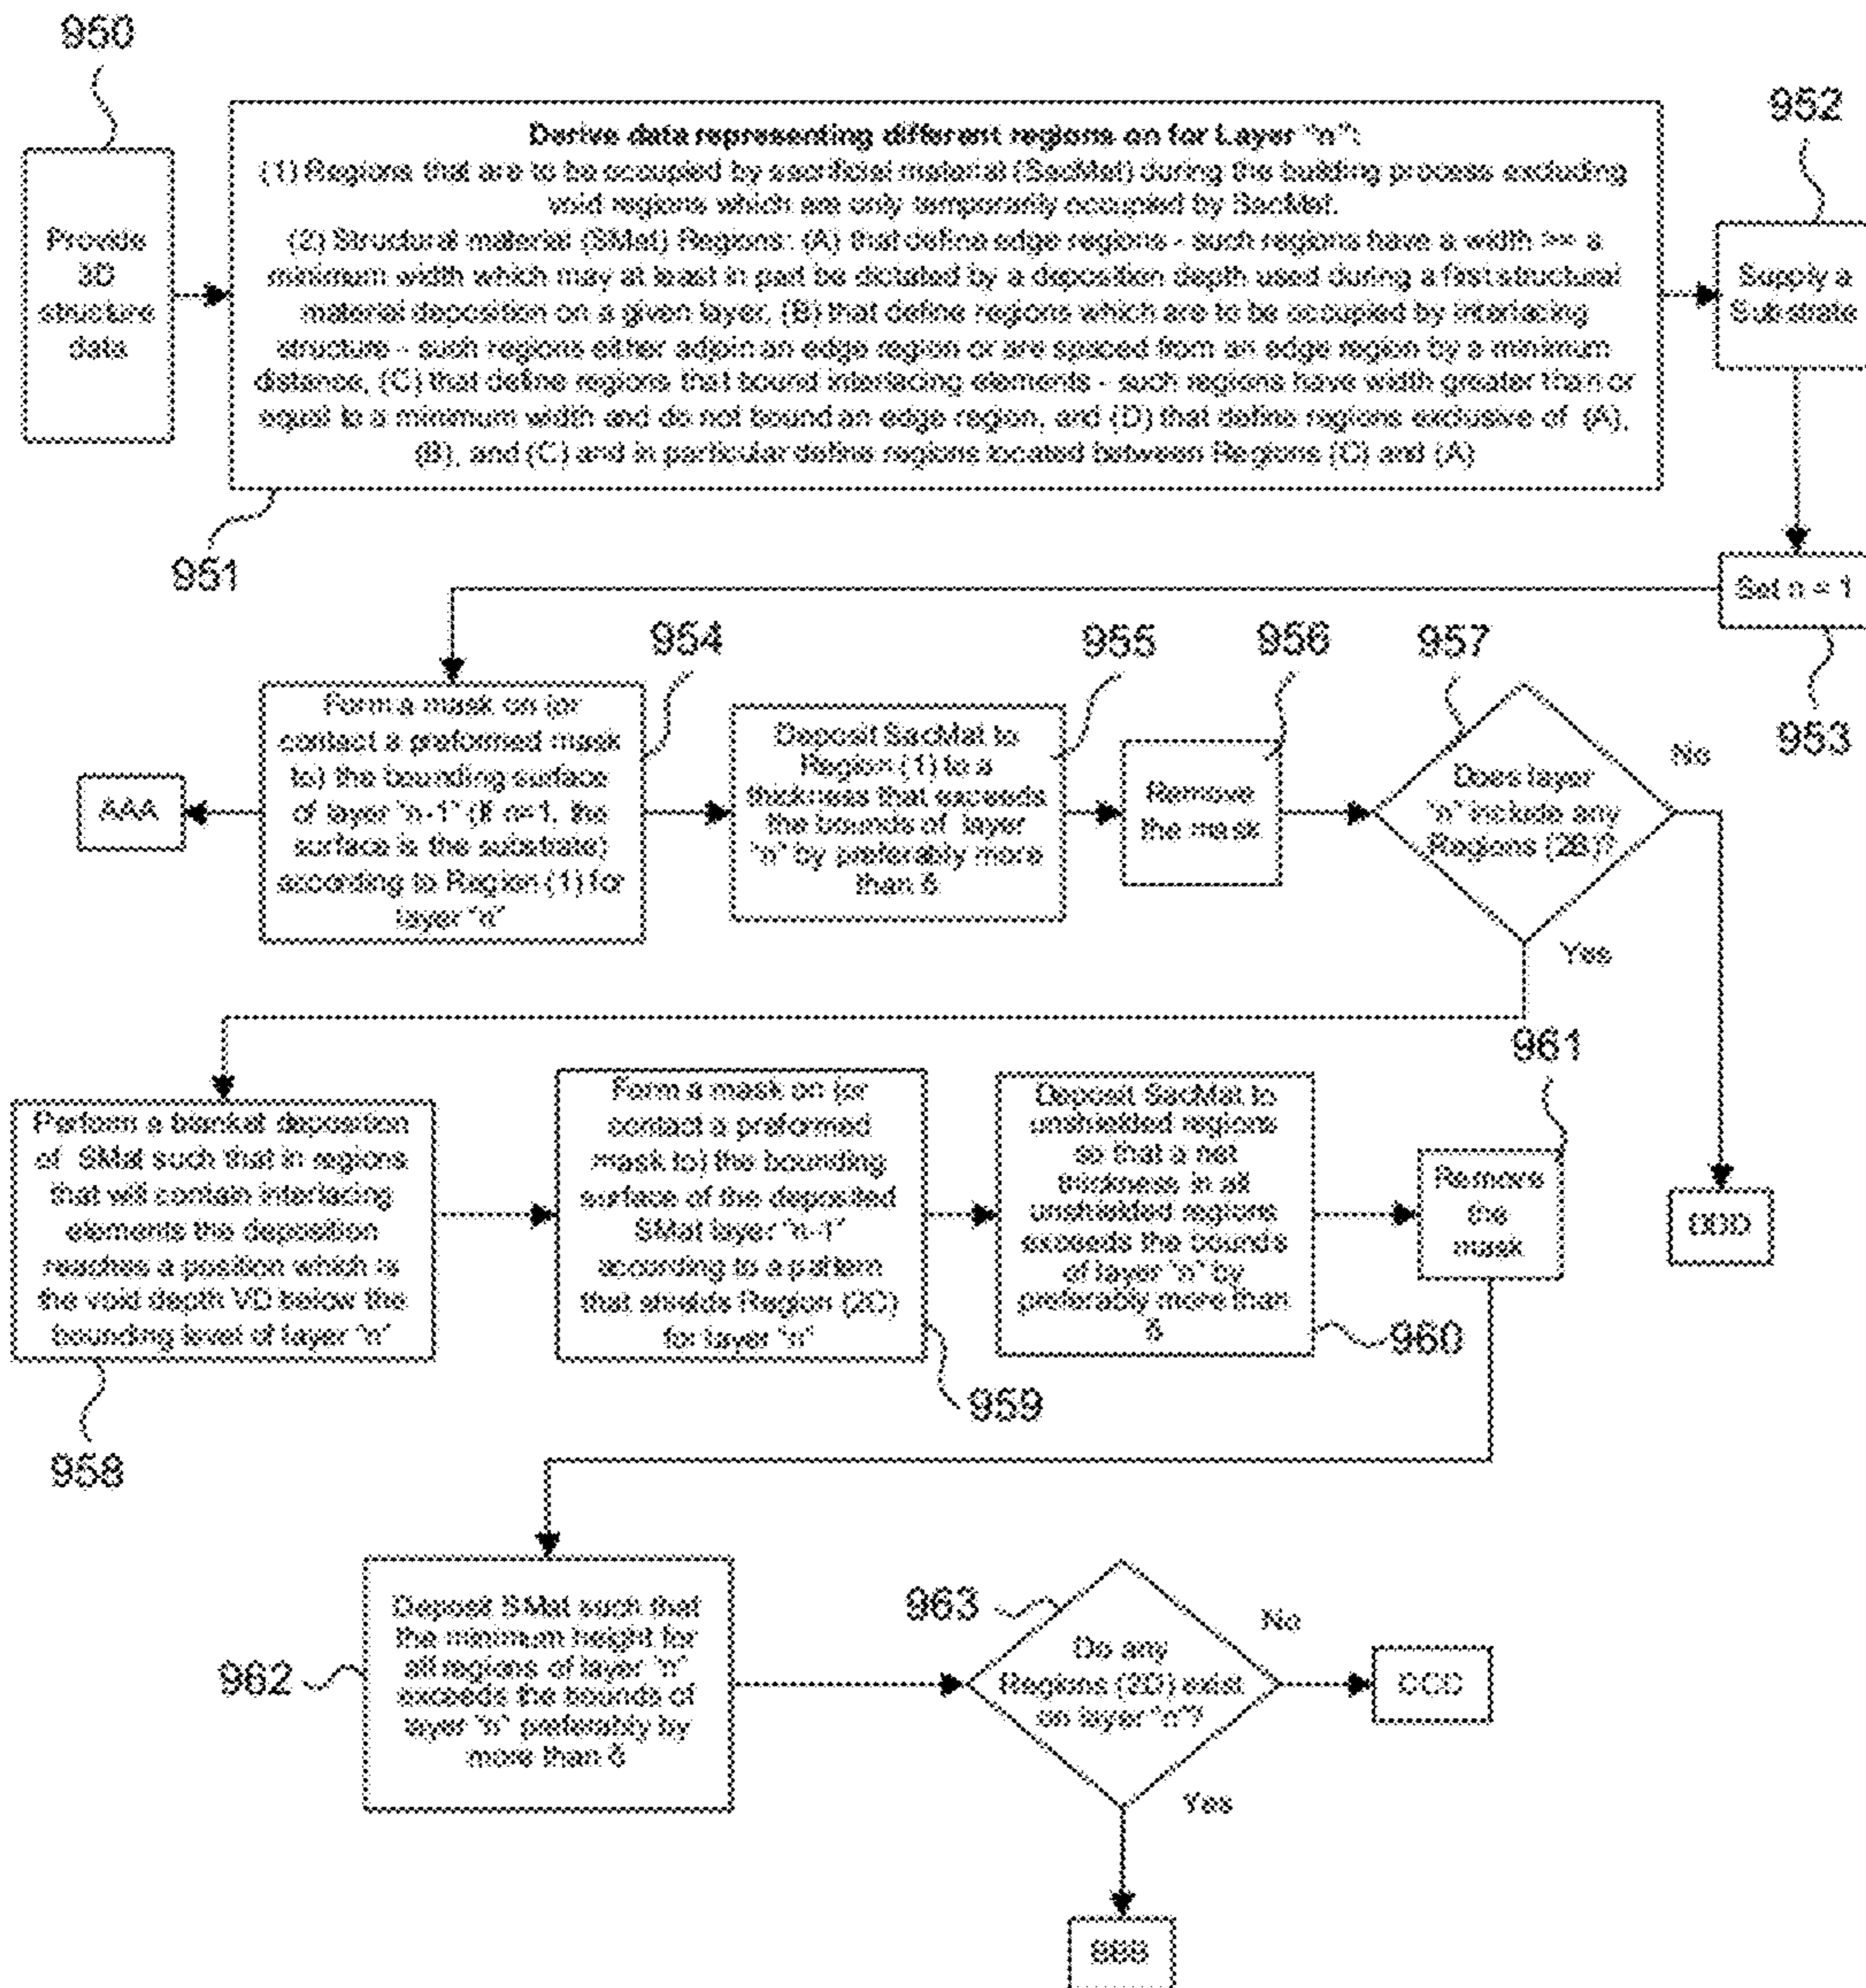 950
952
Provide
3D
structure
data
Derive data representing different regions on for Layer "n":
(1) Regions that are to be occupied by sacrificial material (SacMat) during the building process excluding
void regions which are only temporarily occupied by SacMat.
(2) Structural material (SMat) Regions: (A) that define edge regions - such regions have a width >= a
minimum width which may at least in part be dictated by a deposition depth used during a first structural
material deposition on a given layer, (B) that define regions which are to be occupied by interlacing
structure - such regions either adjoin an edge region or are spaced from an edge region by a minimum
distance, (C) that define regions that bound interlacing elements - such regions have width greater than or
equal to a minimum width and do not bound an edge region, and (D) that define regions exclusive of (A),
(B), and (C) and in particular define regions located between Regions (C) and (A)
Supply a
Substrate
951
Set n = 1
953
954
955
956
957
AAA
Form a mask on (or
contact a preformed mask
to) the bounding surface
of layer 'n-1' (if n=1, the
surface is the substrate)
according to Region (1) for
layer 'n'
Deposit SacMat to
Region (1) to a
thickness that exceeds
the bounds of layer
'n' by preferably more
than δ
Remove
the mask
Does layer
'n' include any
Regions (2B)?
No
Yes
961
Perform a blanket deposition
of SMat such that in regions
that will contain interlacing
elements the deposition
reaches a position which is
the void depth VD below the
bounding level of layer 'n'
Form a mask on (or
contact a preformed
mask to) the bounding
surface of the deposited
SMat layer 'n-1'
according to a pattern
that shields Region (2C)
for layer 'n'
Deposit SacMat to
unshielded regions
so that a net
thickness in all
unshielded regions
exceeds the bounds
of layer 'n' by
preferably more than
δ
Remove
the
mask
DDD
958
959
960
962
Deposit SMat such that
the minimum height for
all regions of layer 'n'
exceeds the bounds of
layer 'n' preferably by
more than δ
963
Do any
Regions (2D) exist
on layer 'n'?
No
CCC
Yes
BBB